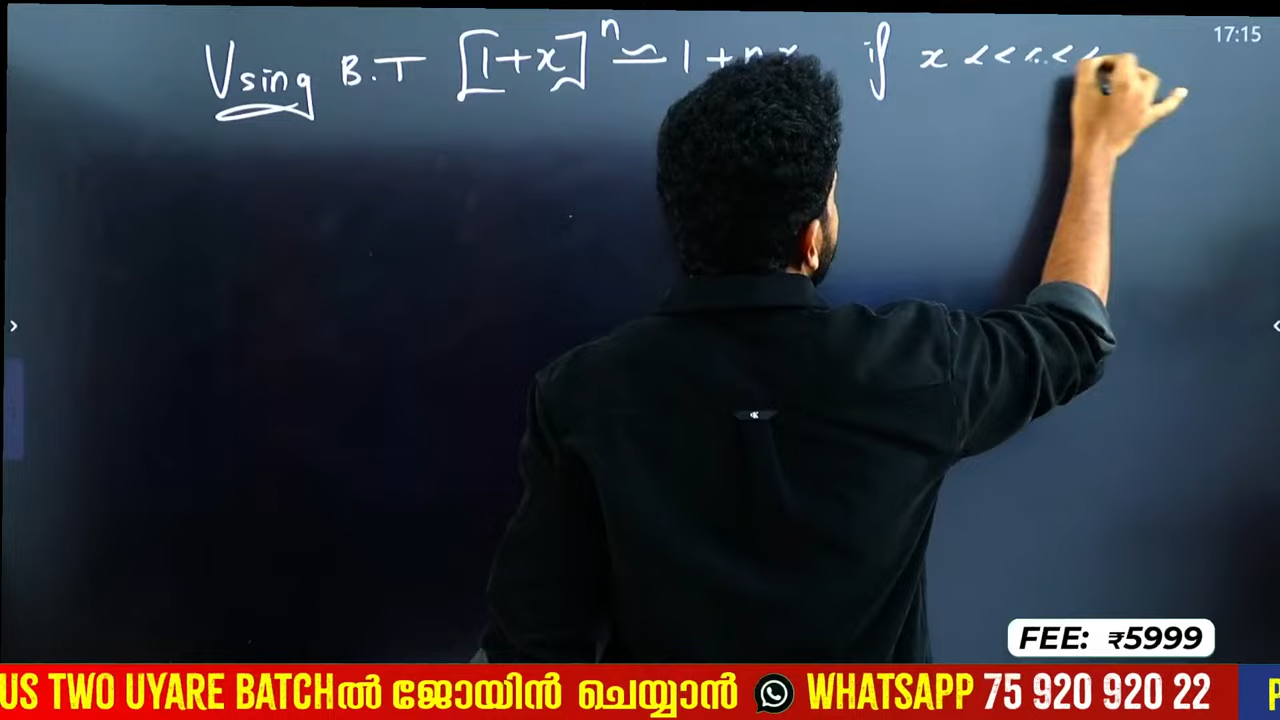 17:15
Using B.T [1+x]ⁿ ≃ 1+nx if x <<<<<
FEE: ₹5999
US TWO UYARE BATCHൽ ജോയിൻ ചെയ്യാൻ WHATSAPP 75 920 920 22 P